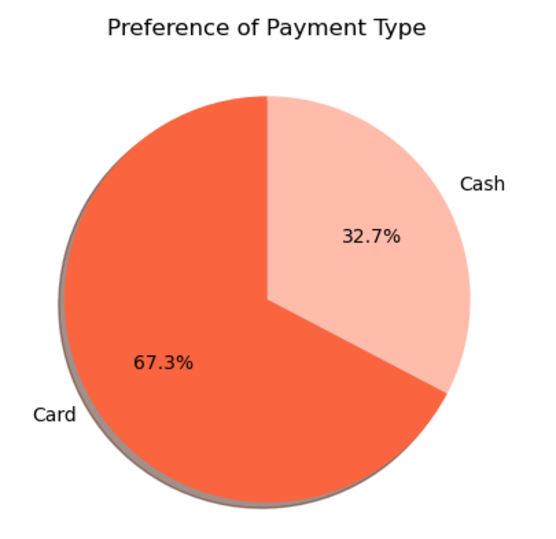 Preference of Payment Type
Cash
32.7%
67.3%
Card